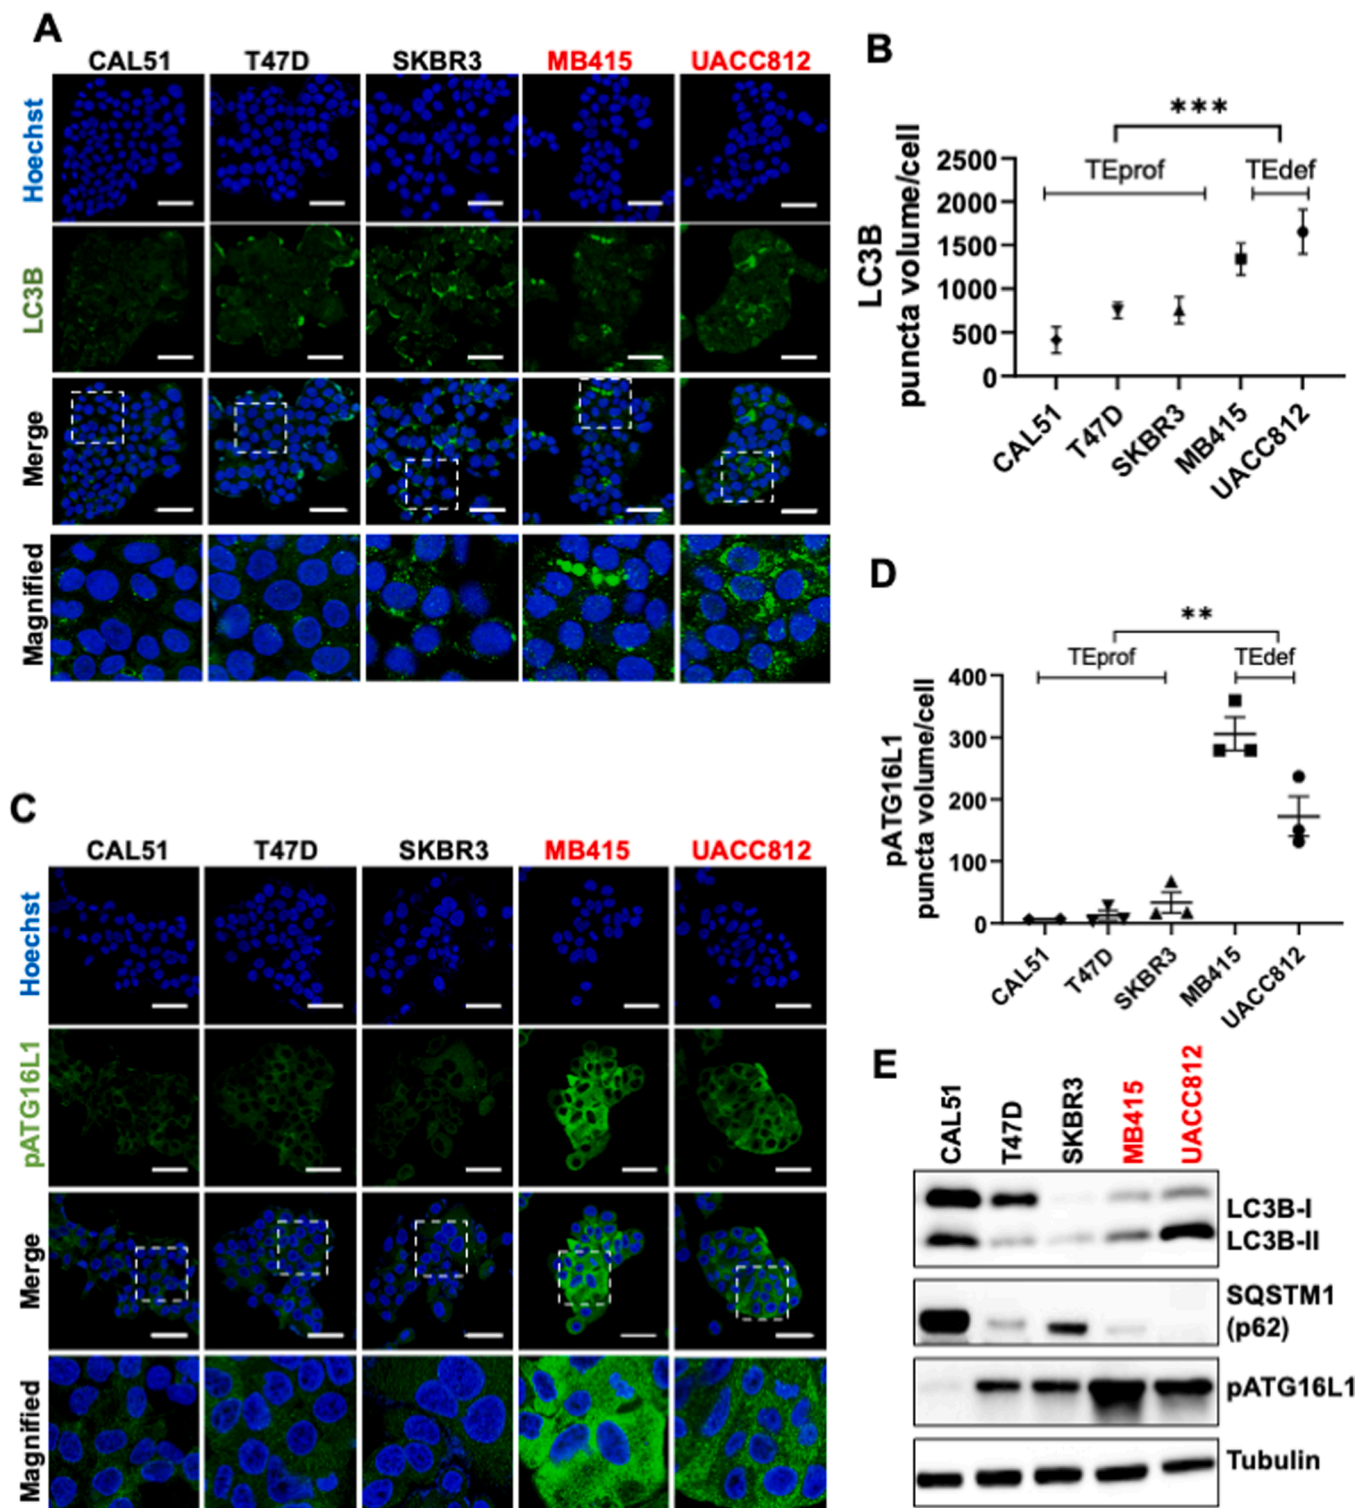 A
CAL51 T47D SKBR3 MB415 UACC812
Hoechst
LC3B
Merge
Magnified
B
LC3B
puncta volume/cell
***
TEprof TEdef
2500
2000
1500
1000
500
0
CAL51 T47D SKBR3 MB415 UACC812
C
CAL51 T47D SKBR3 MB415 UACC812
Hoechst
pATG16L1
Merge
Magnified
D
pATG16L1
puncta volume/cell
**
TEprof TEdef
400
300
200
100
0
CAL51 T47D SKBR3 MB415 UACC812
E
CAL51 T47D SKBR3 MB415 UACC812
LC3B-I
LC3B-II
SQSTM1
(p62)
pATG16L1
Tubulin